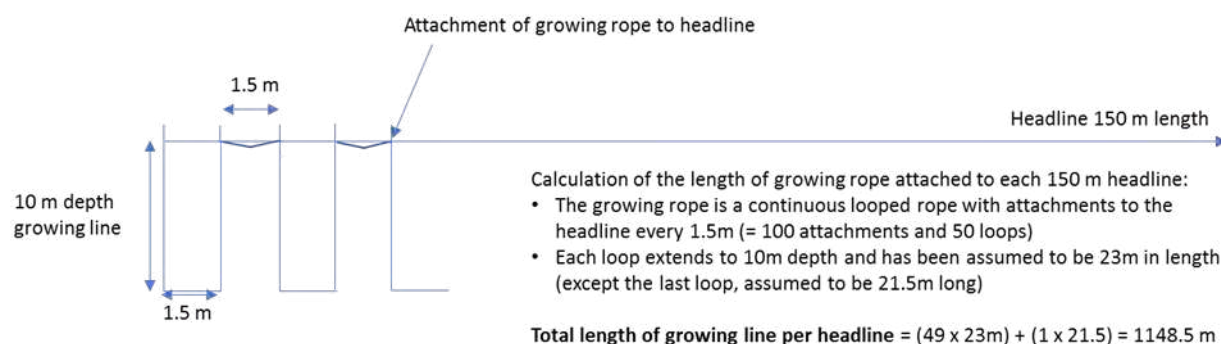 Attachment of growing rope to headline
1.5 m
Headline 150 m length
10 m depth
growing line
1.5 m
Calculation of the length of growing rope attached to each 150 m headline:
• The growing rope is a continuous looped rope with attachments to the
headline every 1.5m (= 100 attachments and 50 loops)
• Each loop extends to 10m depth and has been assumed to be 23m in length
(except the last loop, assumed to be 21.5m long)
Total length of growing line per headline = (49 x 23m) + (1 x 21.5) = 1148.5 m